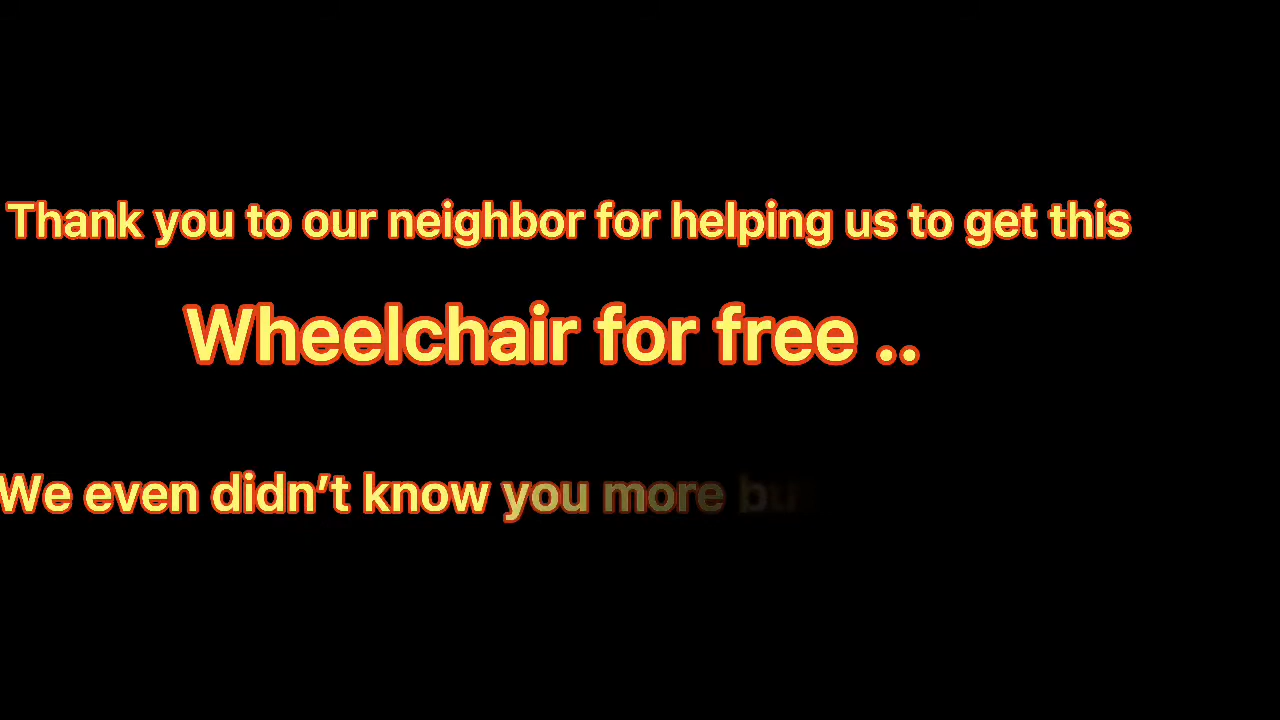 Thank you to our neighbor for helping us to get this
Wheelchair for free ..
We even didn’t know you more